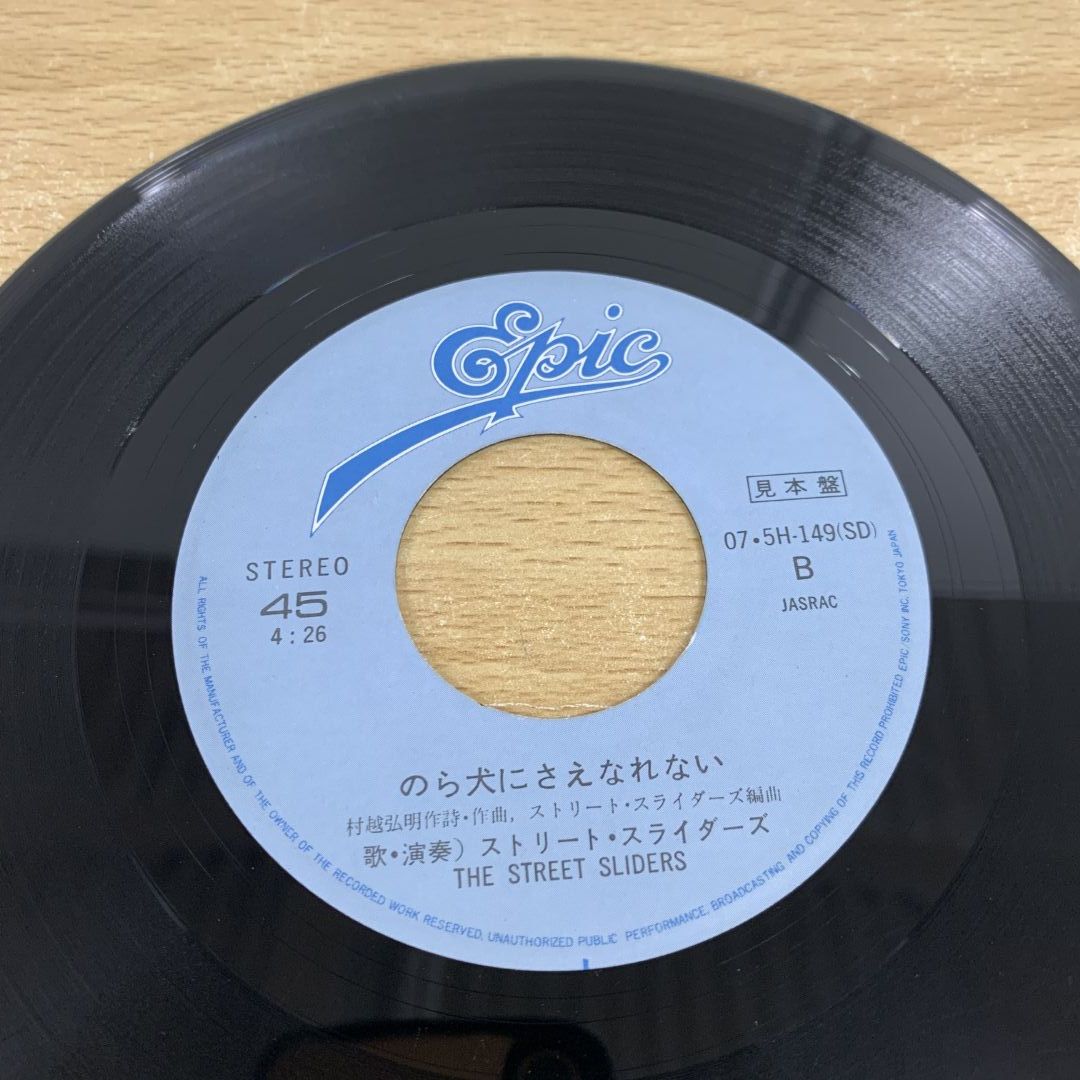 Epic
見本盤
07・5H-149(SD)
B
JASRAC
STEREO
45
4:26
のら犬にさえなれない
村越弘明作詩・作曲, ストリート・スライダーズ編曲
歌・演奏) ストリート・スライダーズ
THE STREET SLIDERS
ALL RIGHTS OF THE MANUFACTURER AND OF THE OWNER OF THE RECORDED WORK RESERVED, UNAUTHORIZED PUBLIC PERFORMANCE, BROADCASTING AND COPYING OF THIS RECORD PROHIBITED EPIC/SONY INC. TOKYO JAPAN